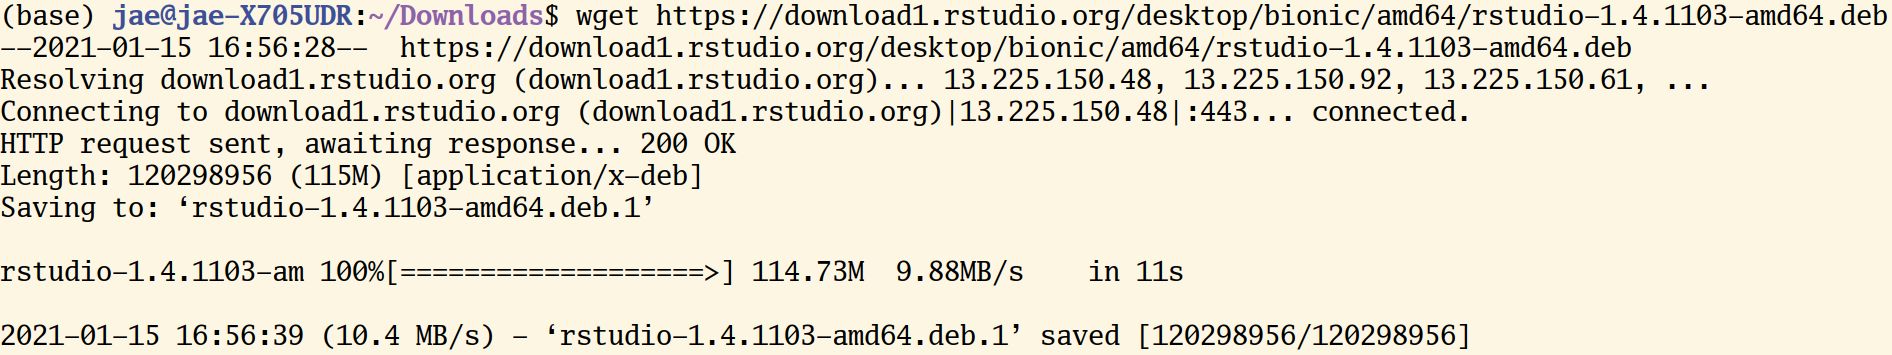 (base) jae@jae-X705UDR:~/Downloads$ wget https://download1.rstudio.org/desktop/bionic/amd64/rstudio-1.4.1103-amd64.deb
--2021-01-15 16:56:28--  https://download1.rstudio.org/desktop/bionic/amd64/rstudio-1.4.1103-amd64.deb
Resolving download1.rstudio.org (download1.rstudio.org)... 13.225.150.48, 13.225.150.92, 13.225.150.61, ...
Connecting to download1.rstudio.org (download1.rstudio.org)|13.225.150.48|:443... connected.
HTTP request sent, awaiting response... 200 OK
Length: 120298956 (115M) [application/x-deb]
Saving to: ‘rstudio-1.4.1103-amd64.deb.1’
rstudio-1.4.1103-am 100%[===================>] 114.73M  9.88MB/s    in 11s
2021-01-15 16:56:39 (10.4 MB/s) - ‘rstudio-1.4.1103-amd64.deb.1’ saved [120298956/120298956]